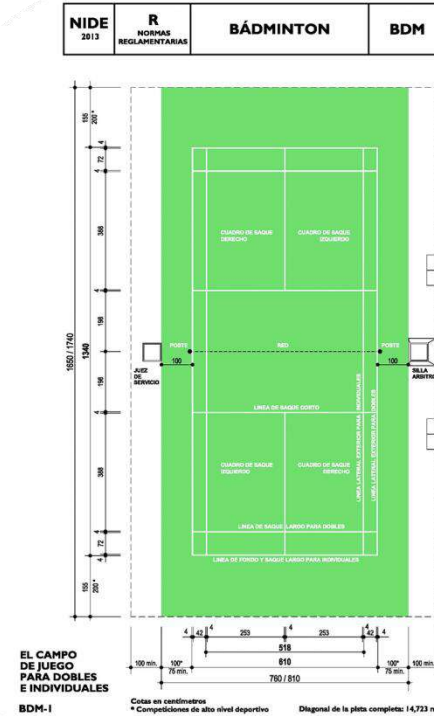 NIDE
2013
R
NORMAS
REGLAMENTARIAS
BÁDMINTON
BDM
155
200*
4
72
4
CUADRO DE SAQUE
DERECHO
CUADRO DE SAQUE
IZQUIERDO
388
4
198
1650 / 1740
1340
POSTE
RED
POSTE
100
100
JUEZ
DE
SERVICIO
SILLA
ARBITRO
198
LINEA DE SAQUE CORTO
4
LINEA LATERAL EXTERIOR PARA INDIVIDUALES
LINEA LATERAL EXTERIOR PARA DOBLES
CUADRO DE SAQUE
IZQUIERDO
CUADRO DE SAQUE
DERECHO
388
LINEA DE SAQUE LARGO PARA DOBLES
4
72
4
LINEA DE FONDO Y SAQUE LARGO PARA INDIVIDUALES
155
200*
4
42
4
253
4
253
4
42
4
518
610
100 min.
100*
75 min.
100*
75 min.
100 min.
760 / 810
EL CAMPO
DE JUEGO
PARA DOBLES
E INDIVIDUALES
BDM-1
Cotas en centímetros
* Competiciones de alto nivel deportivo
Diagonal de la pista completa: 14,723 m